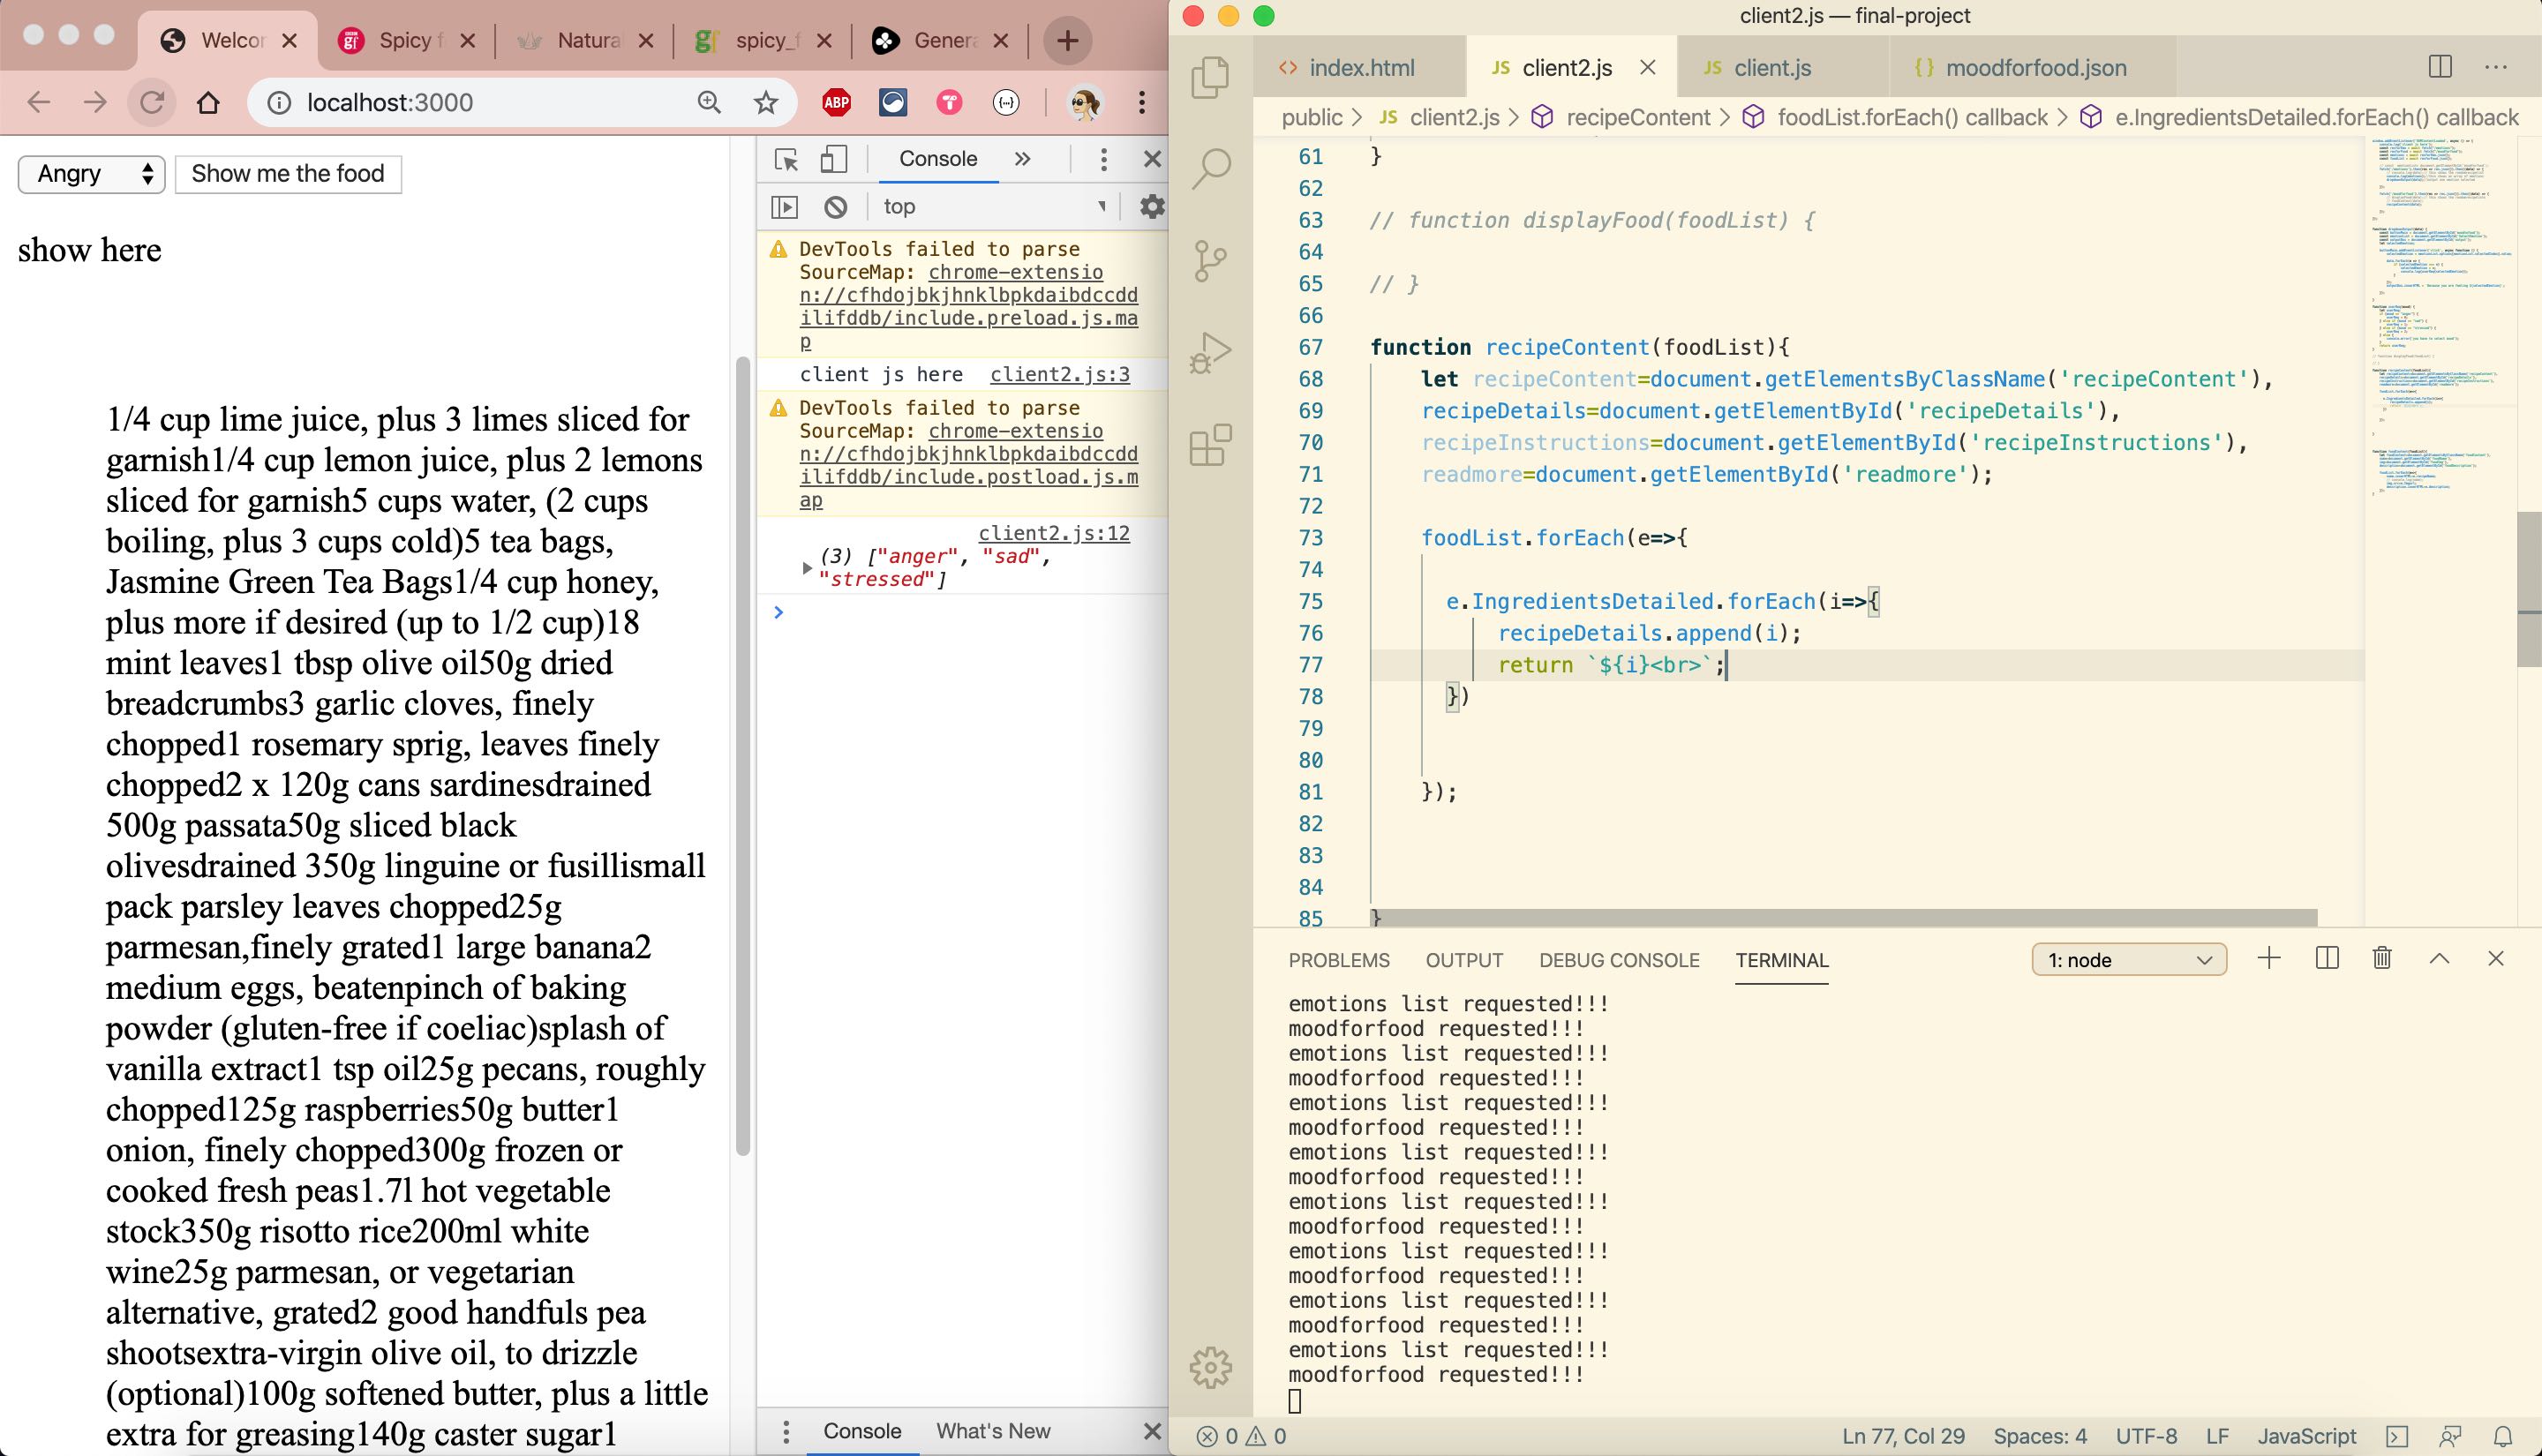 Welcor
Spicy f
Natura
spicy_f
Genera
localhost:3000
ABP
Angry
Show me the food
show here
1/4 cup lime juice, plus 3 limes sliced for
garnish1/4 cup lemon juice, plus 2 lemons
sliced for garnish5 cups water, (2 cups
boiling, plus 3 cups cold)5 tea bags,
Jasmine Green Tea Bags1/4 cup honey,
plus more if desired (up to 1/2 cup)18
mint leaves1 tbsp olive oil50g dried
breadcrumbs3 garlic cloves, finely
chopped1 rosemary sprig, leaves finely
chopped2 x 120g cans sardinesdrained
500g passata50g sliced black
olivesdrained 350g linguine or fusillismall
pack parsley leaves chopped25g
parmesan,finely grated1 large banana2
medium eggs, beatenpinch of baking
powder (gluten-free if coeliac)splash of
vanilla extract1 tsp oil25g pecans, roughly
chopped125g raspberries50g butter1
onion, finely chopped300g frozen or
cooked fresh peas1.7l hot vegetable
stock350g risotto rice200ml white
wine25g parmesan, or vegetarian
alternative, grated2 good handfuls pea
shootsextra-virgin olive oil, to drizzle
(optional)100g softened butter, plus a little
extra for greasing140g caster sugar1
Console »
top
DevTools failed to parse
SourceMap: chrome-extensio
n://cfhdojbkjhnklbpkdaibdccdd
ilifddb/include.preload.js.ma
p
client js here client2.js:3
DevTools failed to parse
SourceMap: chrome-extensio
n://cfhdojbkjhnklbpkdaibdccdd
ilifddb/include.postload.js.m
ap
client2.js:12
(3) ["anger", "sad",
"stressed"]
>
Console What's New
client2.js — final-project
<> index.html JS client2.js JS client.js {} moodforfood.json
public > JS client2.js > recipeContent > foodList.forEach() callback > e.IngredientsDetailed.forEach() callback
61 }
62
63 // function displayFood(foodList) {
64
65 // }
66
67 function recipeContent(foodList){
68 let recipeContent=document.getElementsByClassName('recipeContent'),
69 recipeDetails=document.getElementById('recipeDetails'),
70 recipeInstructions=document.getElementById('recipeInstructions'),
71 readmore=document.getElementById('readmore');
72
73 foodList.forEach(e=>{
74
75 e.IngredientsDetailed.forEach(i=>{
76 recipeDetails.append(i);
77 return `${i}<br>`;
78 })
79
80
81 });
82
83
84
85 }
PROBLEMS OUTPUT DEBUG CONSOLE TERMINAL 1: node
emotions list requested!!!
moodforfood requested!!!
emotions list requested!!!
moodforfood requested!!!
emotions list requested!!!
moodforfood requested!!!
emotions list requested!!!
moodforfood requested!!!
emotions list requested!!!
moodforfood requested!!!
emotions list requested!!!
moodforfood requested!!!
emotions list requested!!!
moodforfood requested!!!
emotions list requested!!!
moodforfood requested!!!
0 0 Ln 77, Col 29 Spaces: 4 UTF-8 LF JavaScript